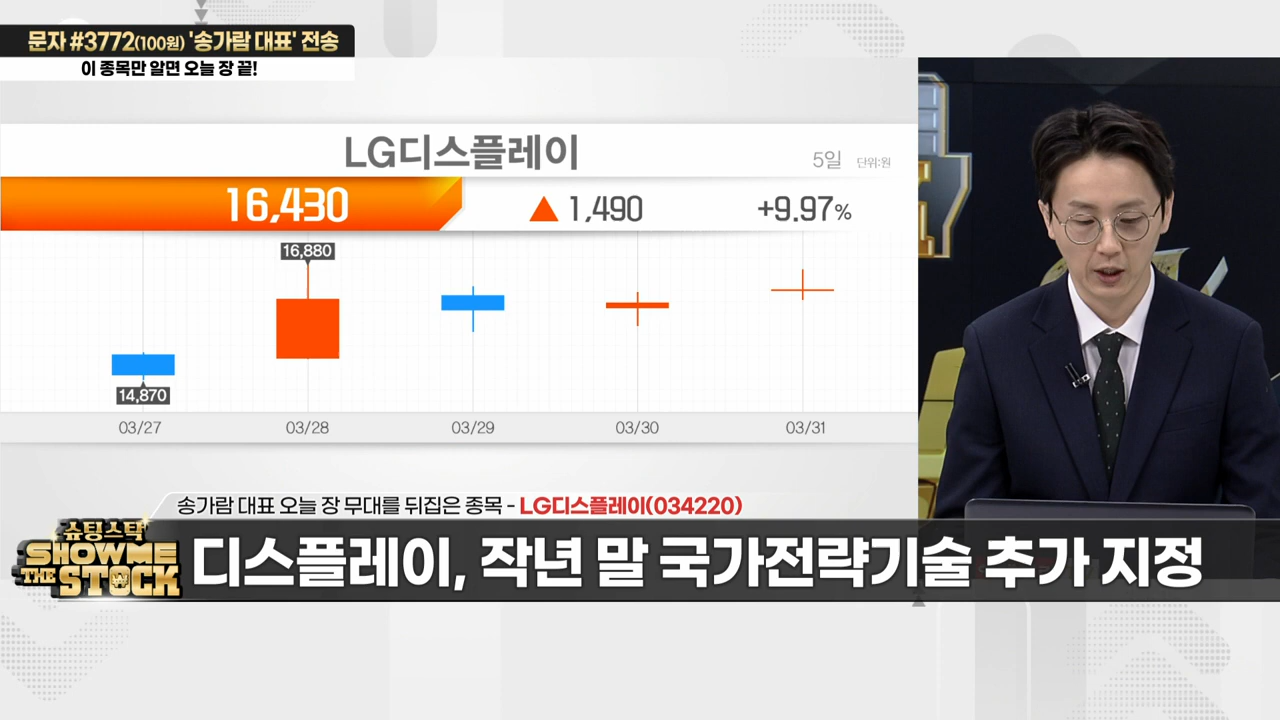 문자 #3772(100원) '송가람 대표' 전송
이 종목만 알면 오늘 장 끝!
LG디스플레이
5일 단위:원
16,430 ▲ 1,490 +9.97%
16,880
14,870
03/27 03/28 03/29 03/30 03/31
송가람 대표 오늘 장 무대를 뒤집은 종목 - LG디스플레이(034220)
슈팅스탁
SHOW ME
THE STOCK
디스플레이, 작년 말 국가전략기술 추가 지정